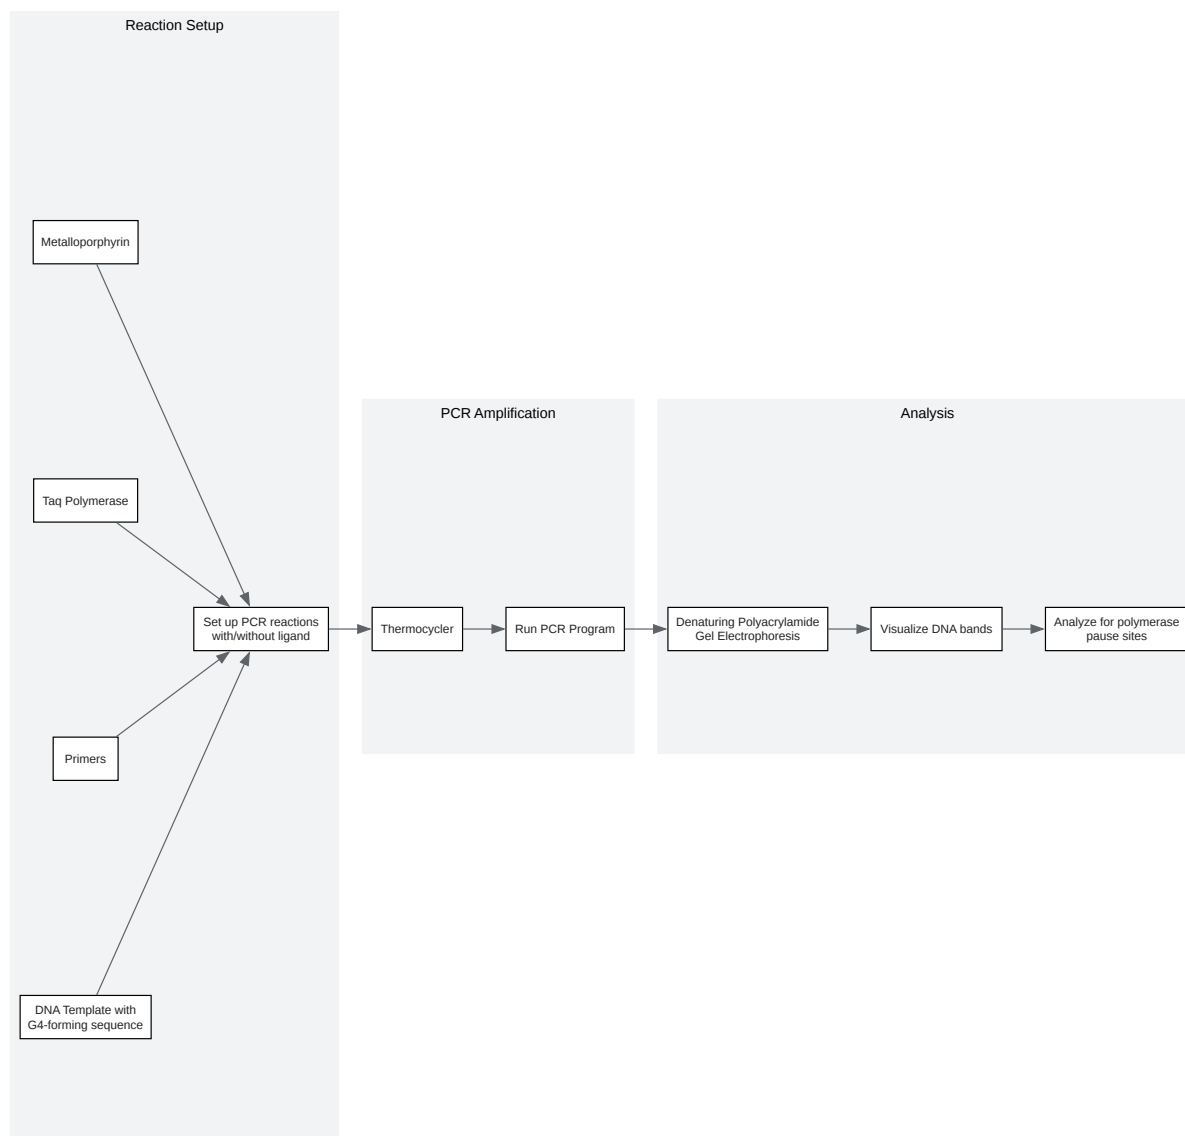 Reaction Setup
Metalloporphyrin
Taq Polymerase
Set up PCR reactions
with/without ligand
Primers
DNA Template with
G4-forming sequence
PCR Amplification
Thermocycler
Run PCR Program
Analysis
Denaturing Polyacrylamide
Gel Electrophoresis
Visualize DNA bands
Analyze for polymerase
pause sites